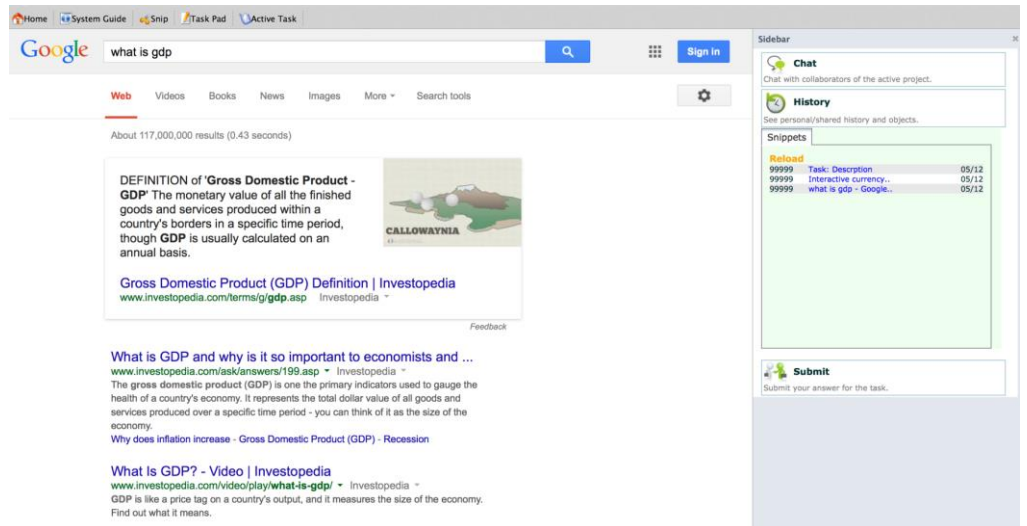 Home System Guide Snip Task Pad Active Task
Google what is gdp Sign in
Web Videos Books News Images More Search tools
About 117,000,000 results (0.43 seconds)
DEFINITION of 'Gross Domestic Product -
GDP' The monetary value of all the finished
goods and services produced within a
country's borders in a specific time period,
though GDP is usually calculated on an
annual basis.
CALLOWAYNIA
Gross Domestic Product (GDP) Definition | Investopedia
www.investopedia.com/terms/g/gdp.asp Investopedia
Feedback
What is GDP and why is it so important to economists and ...
www.investopedia.com/ask/answers/199.asp Investopedia
The gross domestic product (GDP) is one the primary indicators used to gauge the
health of a country's economy. It represents the total dollar value of all goods and
services produced over a specific time period - you can think of it as the size of the
economy.
Why does inflation increase - Gross Domestic Product (GDP) - Recession
What Is GDP? - Video | Investopedia
www.investopedia.com/video/play/what-is-gdp/ Investopedia
GDP is like a price tag on a country's output, and it measures the size of the economy.
Find out what it means.
Sidebar
Chat
Chat with collaborators of the active project.
History
See personal/shared history and objects.
Snippets
Reload
99999 Task: Descrption 05/12
99999 Interactive currency.. 05/12
99999 what is gdp - Google.. 05/12
Submit
Submit your answer for the task.